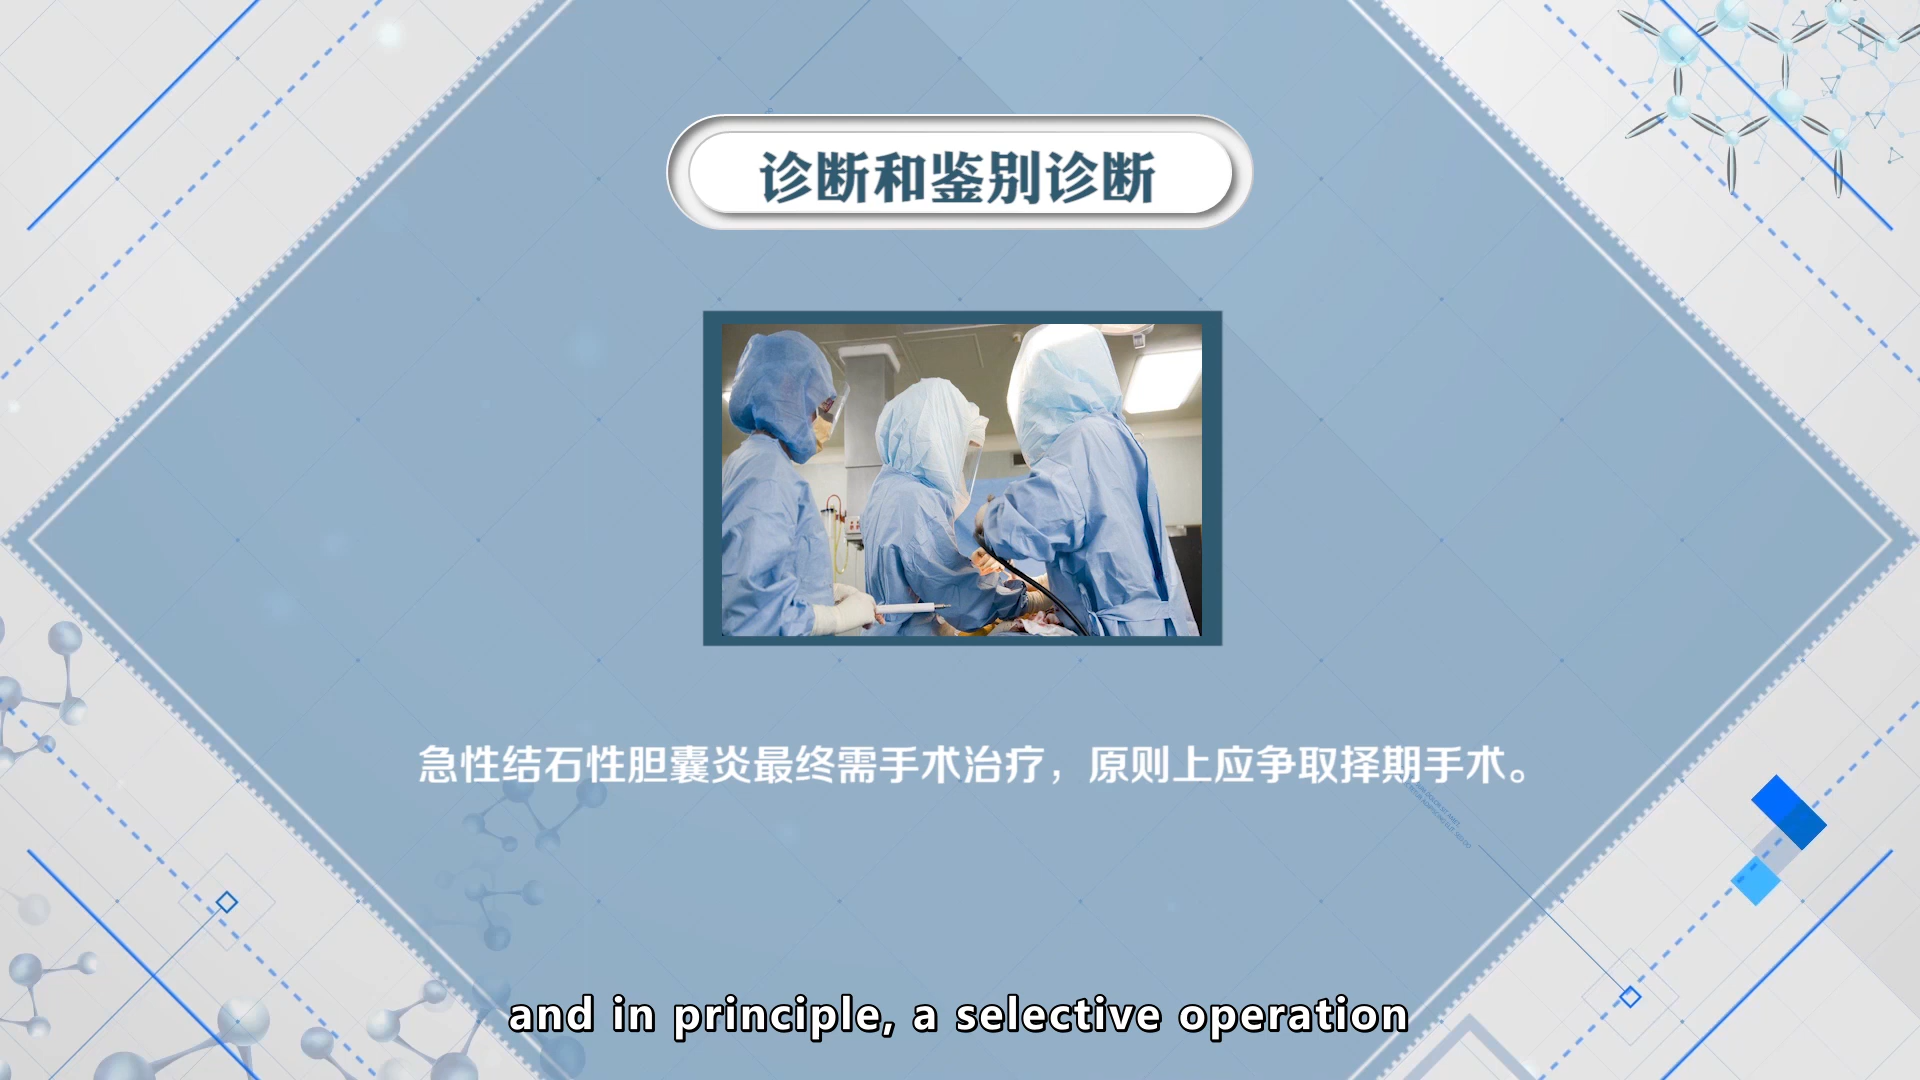 诊断和鉴别诊断
急性结石性胆囊炎最终需手术治疗，原则上应争取择期手术。
and in principle, a selective operation